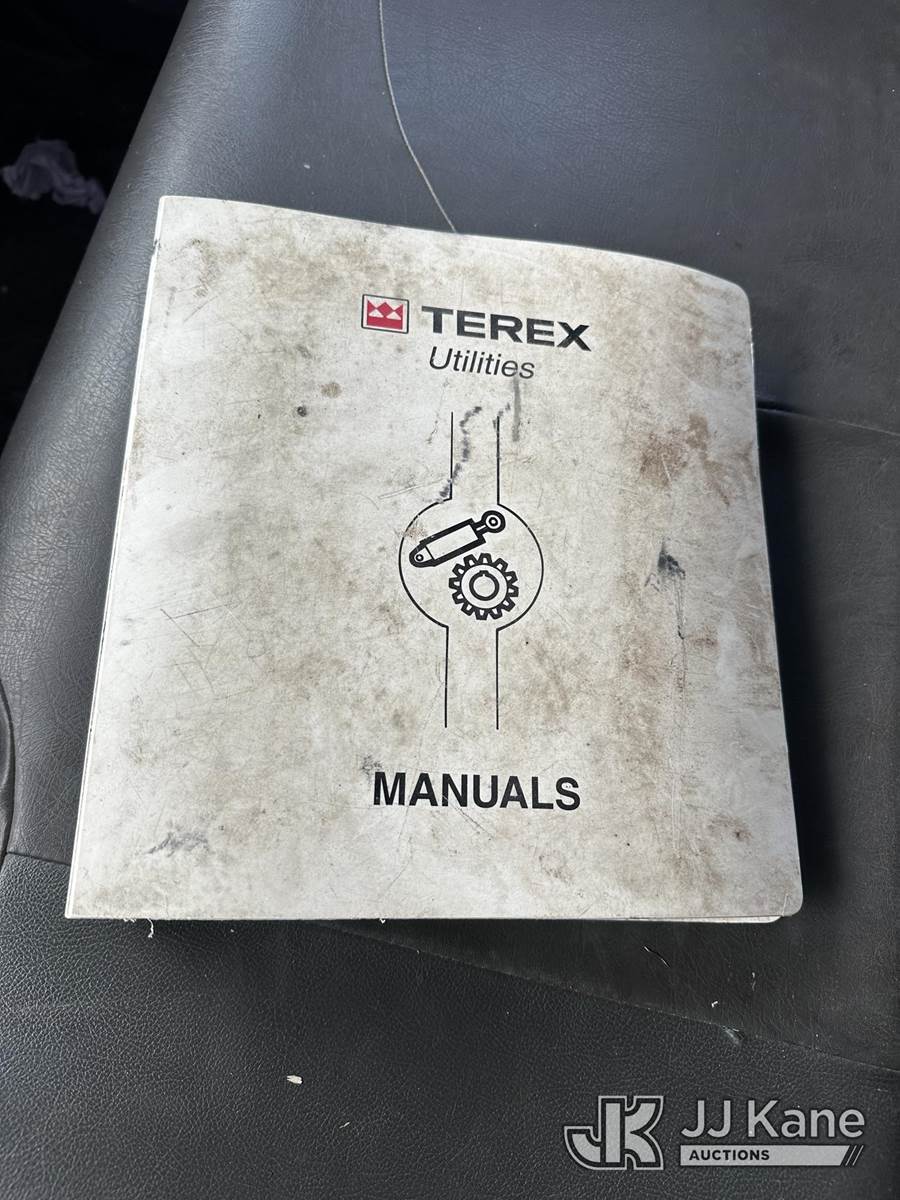 TEREX
Utilities
MANUALS
JK JJ Kane
AUCTIONS